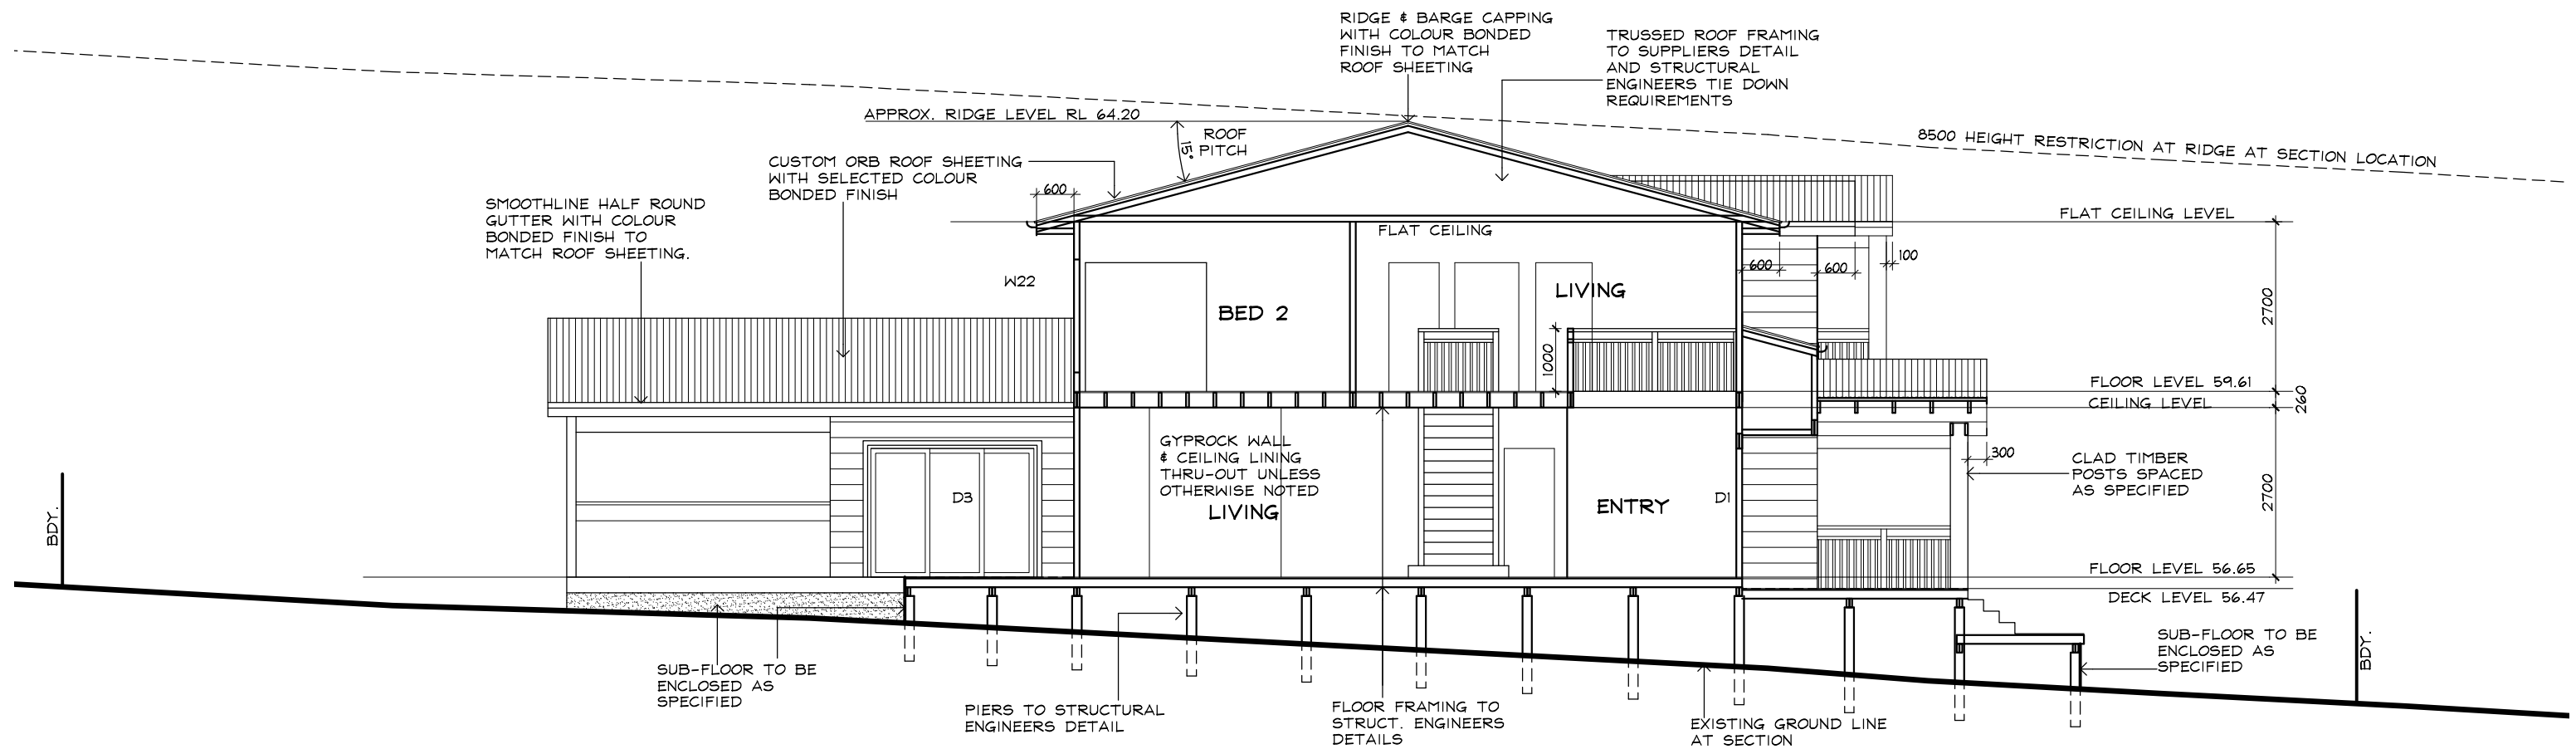 RIDGE & BARGE CAPPING
WITH COLOUR BONDED
FINISH TO MATCH
ROOF SHEETING
TRUSSED ROOF FRAMING
TO SUPPLIERS DETAIL
AND STRUCTURAL
ENGINEERS TIE DOWN
REQUIREMENTS
APPROX. RIDGE LEVEL RL 64.20
ROOF
PITCH
15°
8500 HEIGHT RESTRICTION AT RIDGE AT SECTION LOCATION
CUSTOM ORB ROOF SHEETING
WITH SELECTED COLOUR
BONDED FINISH
600
SMOOTHLINE HALF ROUND
GUTTER WITH COLOUR
BONDED FINISH TO
MATCH ROOF SHEETING.
FLAT CEILING LEVEL
FLAT CEILING
W22
600
600
100
BED 2
LIVING
2700
1000
FLOOR LEVEL 59.61
CEILING LEVEL
260
GYPROCK WALL
& CEILING LINING
THRU-OUT UNLESS
OTHERWISE NOTED
LIVING
D3
ENTRY
D1
300
CLAD TIMBER
POSTS SPACED
AS SPECIFIED
2700
BDY.
FLOOR LEVEL 56.65
DECK LEVEL 56.47
SUB-FLOOR TO BE
ENCLOSED AS
SPECIFIED
BDY.
SUB-FLOOR TO BE
ENCLOSED AS
SPECIFIED
PIERS TO STRUCTURAL
ENGINEERS DETAIL
FLOOR FRAMING TO
STRUCT. ENGINEERS
DETAILS
EXISTING GROUND LINE
AT SECTION